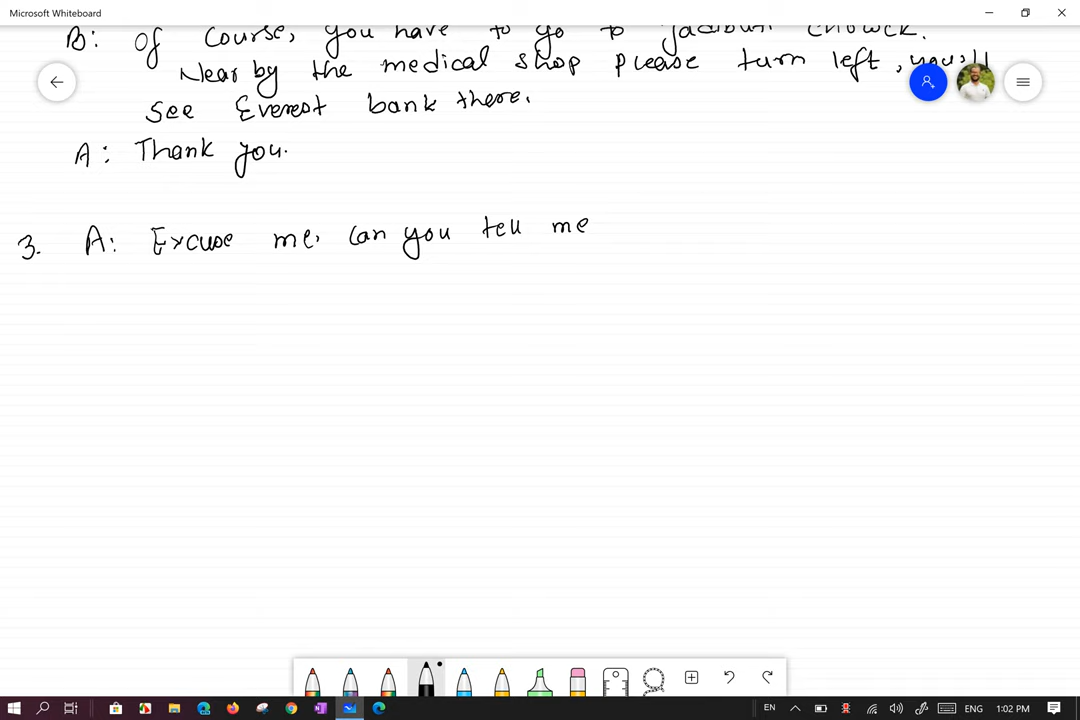 Microsoft Whiteboard
B: Of course, you have to go to chowck.
Near by the medical shop please turn left, you'll
see Everest bank there.
A: Thank you.
3. A: Excuse me, can you tell me
EN
ENG
1:02 PM